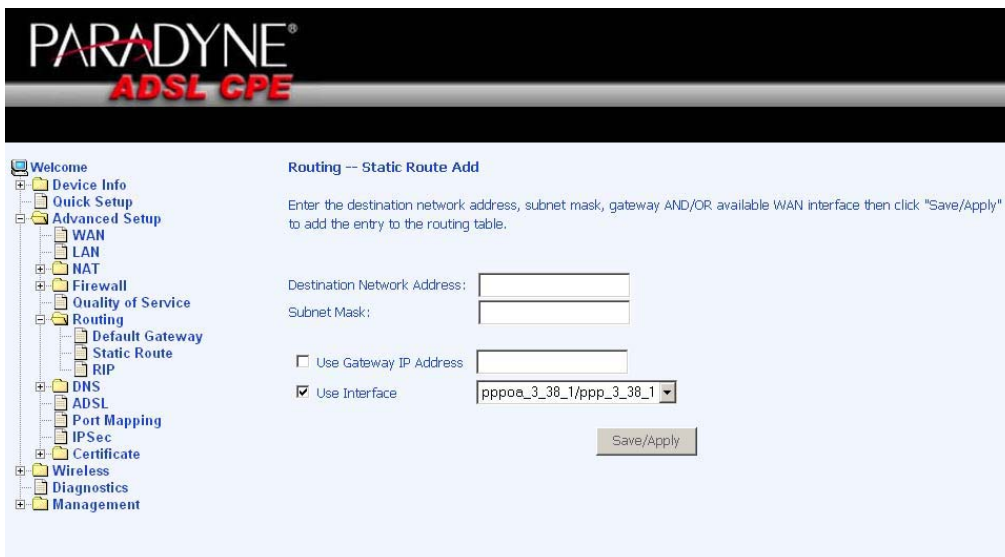 PARADYNE®
ADSL CPE
Welcome
Device Info
Quick Setup
Advanced Setup
WAN
LAN
NAT
Firewall
Quality of Service
Routing
Default Gateway
Static Route
RIP
DNS
ADSL
Port Mapping
IPSec
Certificate
Wireless
Diagnostics
Management
Routing -- Static Route Add
Enter the destination network address, subnet mask, gateway AND/OR available WAN interface then click "Save/Apply"
to add the entry to the routing table.
Destination Network Address:
Subnet Mask:
Use Gateway IP Address
Use Interface
pppoa_3_38_1/ppp_3_38_1
Save/Apply